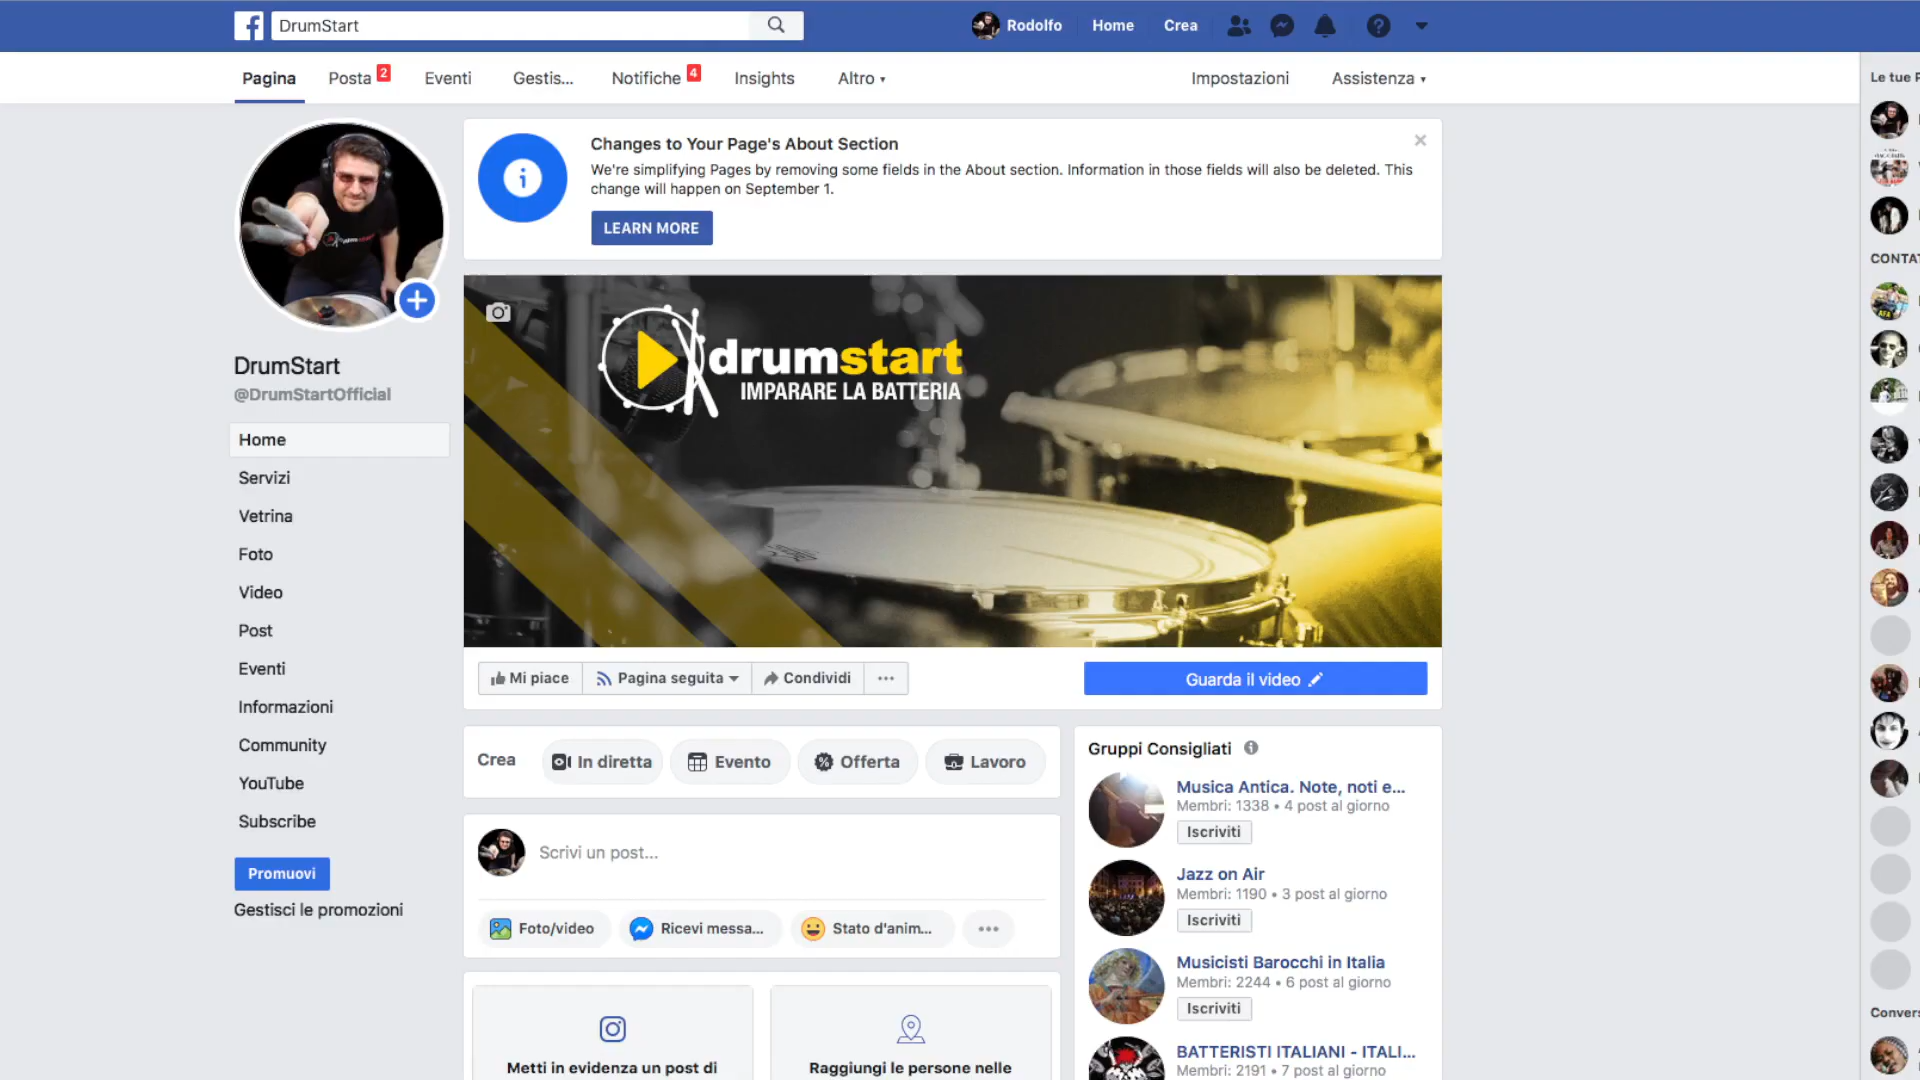 DrumStart
Rodolfo
Home
Crea
Pagina
Posta 2
Eventi
Gestis...
Notifiche 4
Insights
Altro
Impostazioni
Assistenza
Le tue
Changes to Your Page's About Section
We're simplifying Pages by removing some fields in the About section. Information in those fields will also be deleted. This
change will happen on September 1.
LEARN MORE
drumstart
IMPARARE LA BATTERIA
DrumStart
@DrumStartOfficial
Home
Servizi
Vetrina
Foto
Video
Post
Eventi
Informazioni
Community
YouTube
Subscribe
Promuovi
Gestisci le promozioni
Mi piace
Pagina seguita
Condividi
Guarda il video
Crea
In diretta
Evento
Offerta
Lavoro
Scrivi un post...
Foto/video
Ricevi messa...
Stato d'anim...
Metti in evidenza un post di
Raggiungi le persone nelle
Gruppi Consigliati
Musica Antica. Note, noti e...
Membri: 1338 • 4 post al giorno
Iscriviti
Jazz on Air
Membri: 1190 • 3 post al giorno
Iscriviti
Musicisti Barocchi in Italia
Membri: 2244 • 6 post al giorno
Iscriviti
BATTERISTI ITALIANI - ITALI...
Membri: 2191 • 7 post al giorno
CONTA
Convers